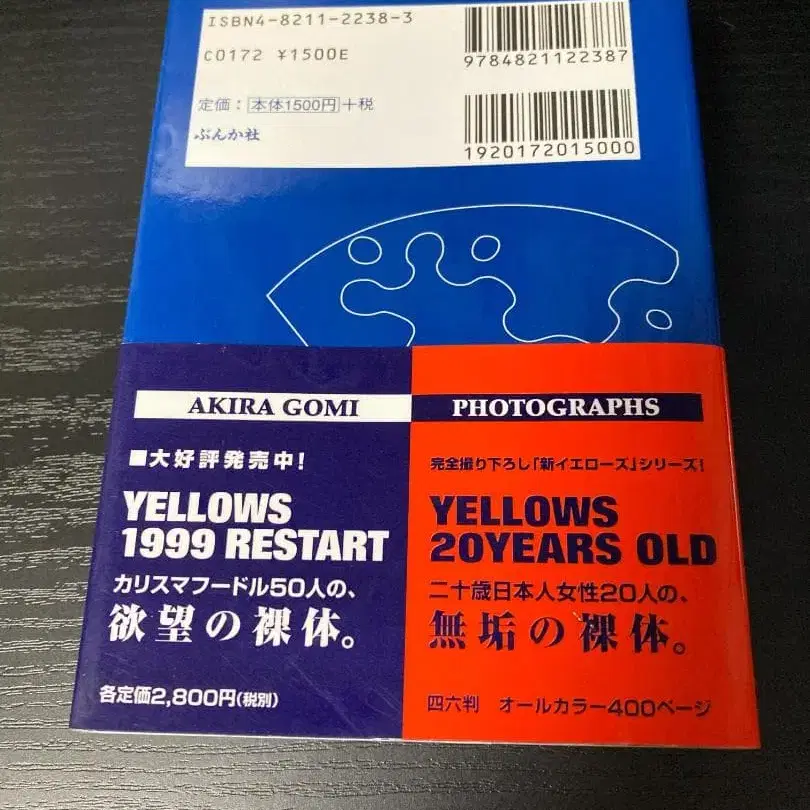 ISBN4-8211-2238-3
C0172 ¥1500E
9784821122387
定価：本体1500円＋税
ぶんか社
1920172015000
AKIRA GOMI
■大好評発売中！
YELLOWS
1999 RESTART
カリスマフードル50人の、
欲望の裸体。
各定価2,800円(税別)
PHOTOGRAPHS
完全撮り下ろし「新イエローズ」シリーズ！
YELLOWS
20YEARS OLD
二十歳日本人女性20人の、
無垢の裸体。
四六判　オールカラー400ページ